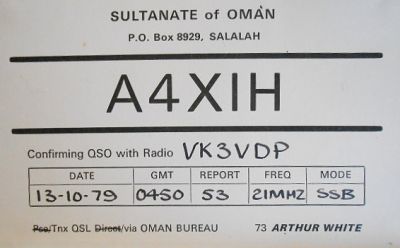 SULTANATE of OMAN
P.O. Box 8929, SALALAH
A4XIH
Confirming QSO with Radio VK3VDP
DATE GMT REPORT FREQ MODE
13-10-79 0450 53 21MHZ SSB
Pse/Tnx QSL Direct/via OMAN BUREAU 73 ARTHUR WHITE